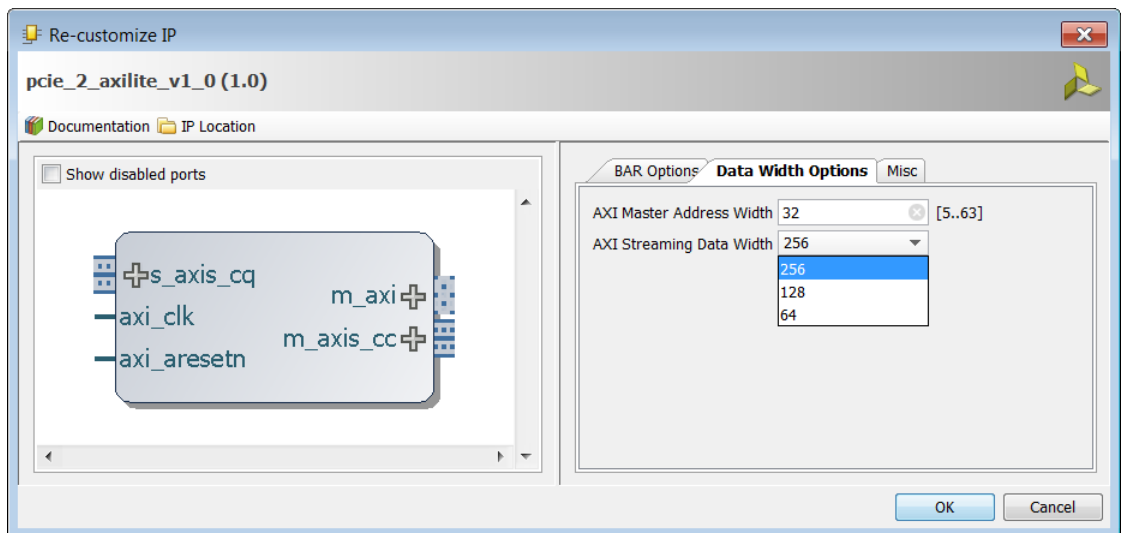 Re-customize IP
pcie_2_axilite_v1_0 (1.0)
Documentation IP Location
Show disabled ports
s_axis_cq
axi_clk
axi_aresetn
m_axi
m_axis_cc
BAR Options Data Width Options Misc
AXI Master Address Width 32 [5..63]
AXI Streaming Data Width 256
256
128
64
OK Cancel